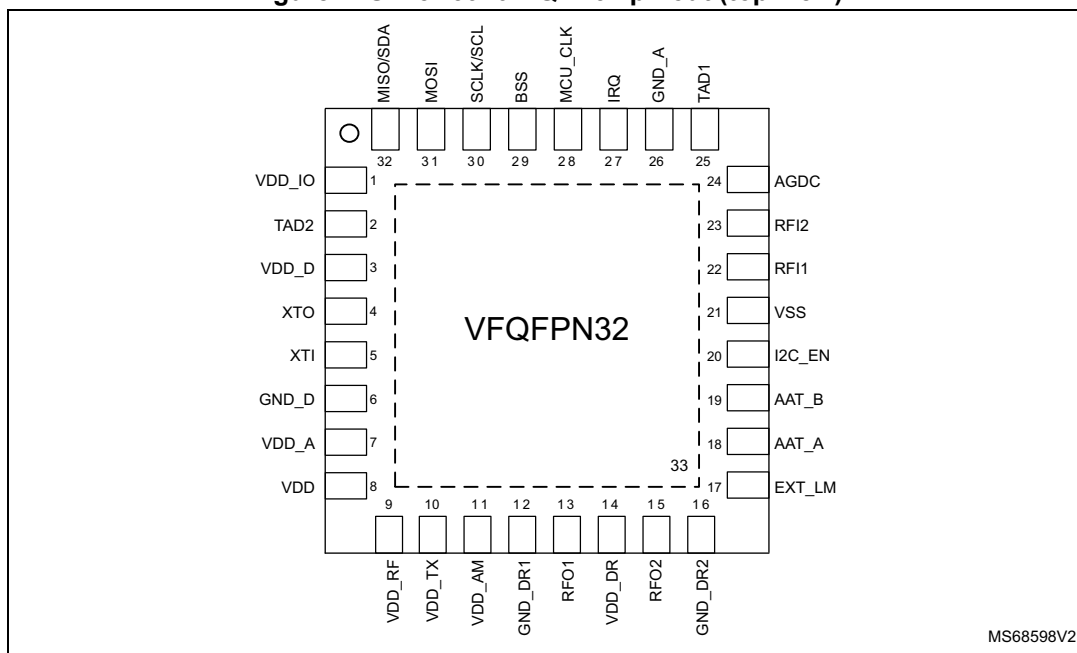 MISO/SDA
MOSI
SCLK/SCL
BSS
MCU_CLK
IRQ
GND_A
TAD1
32
31
30
29
28
27
26
25
VDD_IO 1
TAD2 2
VDD_D 3
XTO 4
XTI 5
GND_D 6
VDD_A 7
VDD 8
24 AGDC
23 RFI2
22 RFI1
21 VSS
20 I2C_EN
19 AAT_B
18 AAT_A
17 EXT_LM
VFQFPN32
33
9
10
11
12
13
14
15
16
VDD_RF
VDD_TX
VDD_AM
GND_DR1
RFO1
VDD_DR
RFO2
GND_DR2
MS68598V2